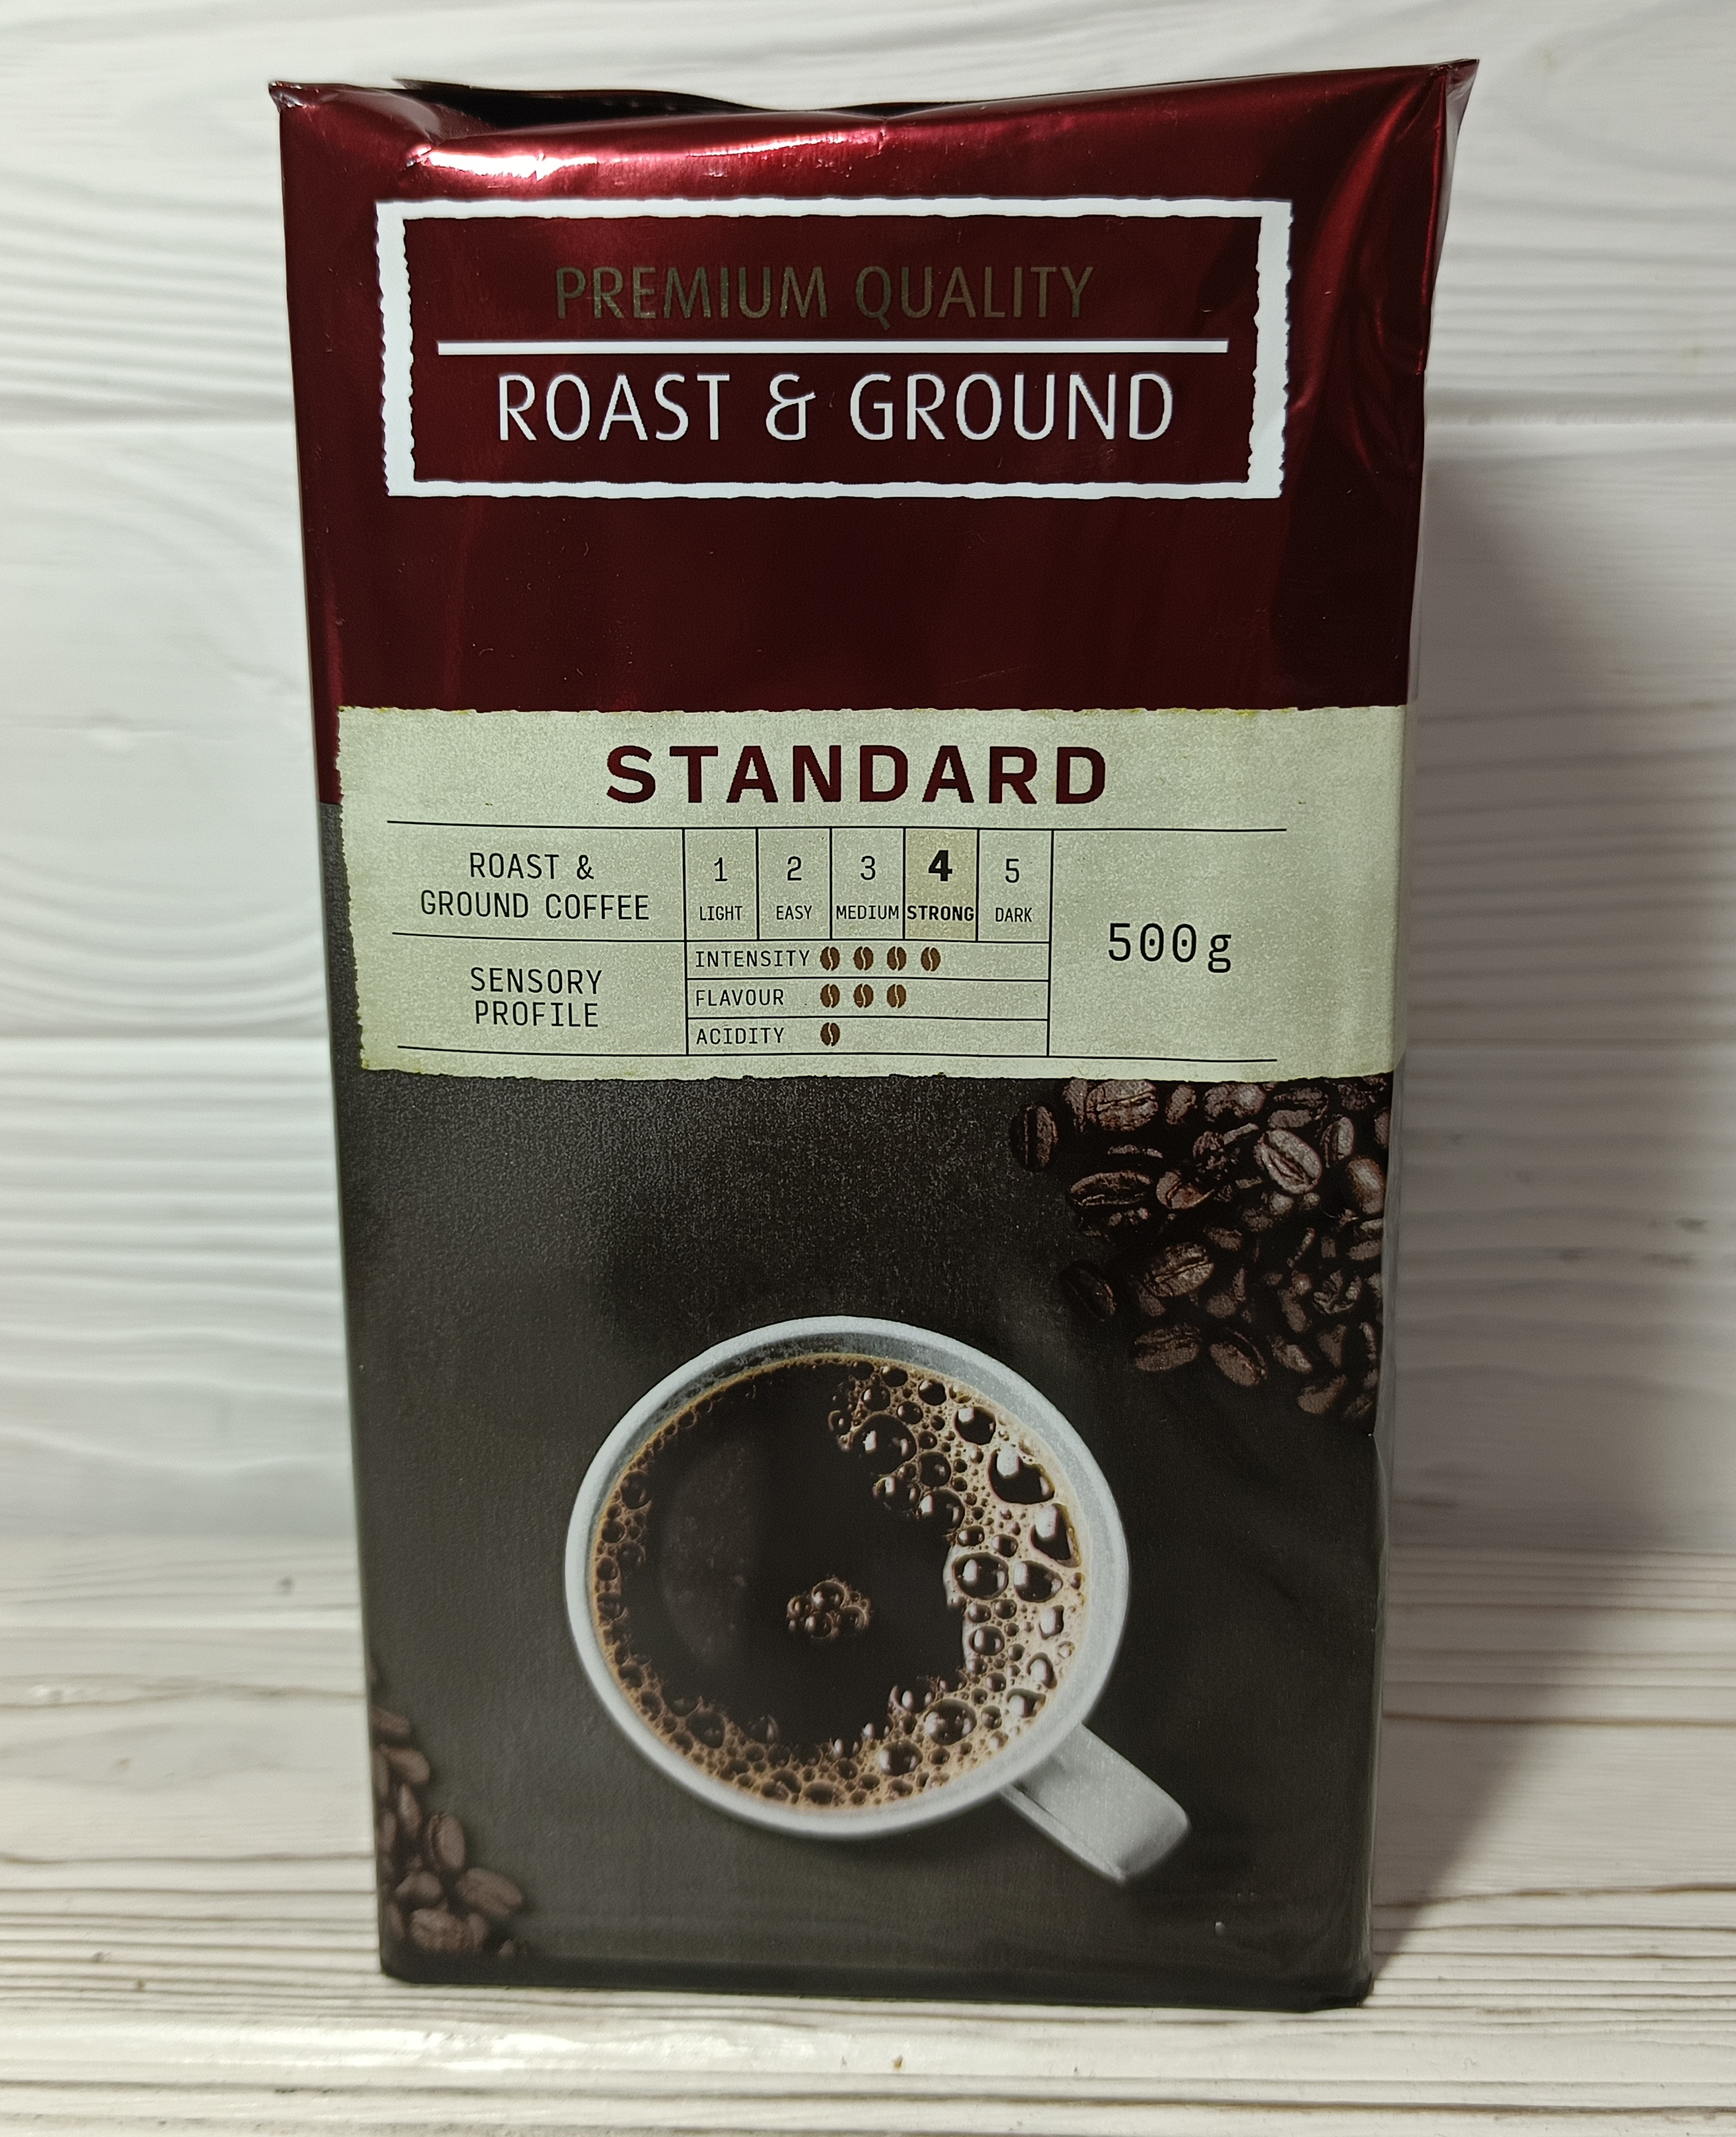 PREMIUM QUALITY
ROAST & GROUND
STANDARD
ROAST &
GROUND COFFEE
1 2 3 4 5
LIGHT EASY MEDIUM STRONG DARK
500g
SENSORY
PROFILE
INTENSITY
FLAVOUR
ACIDITY